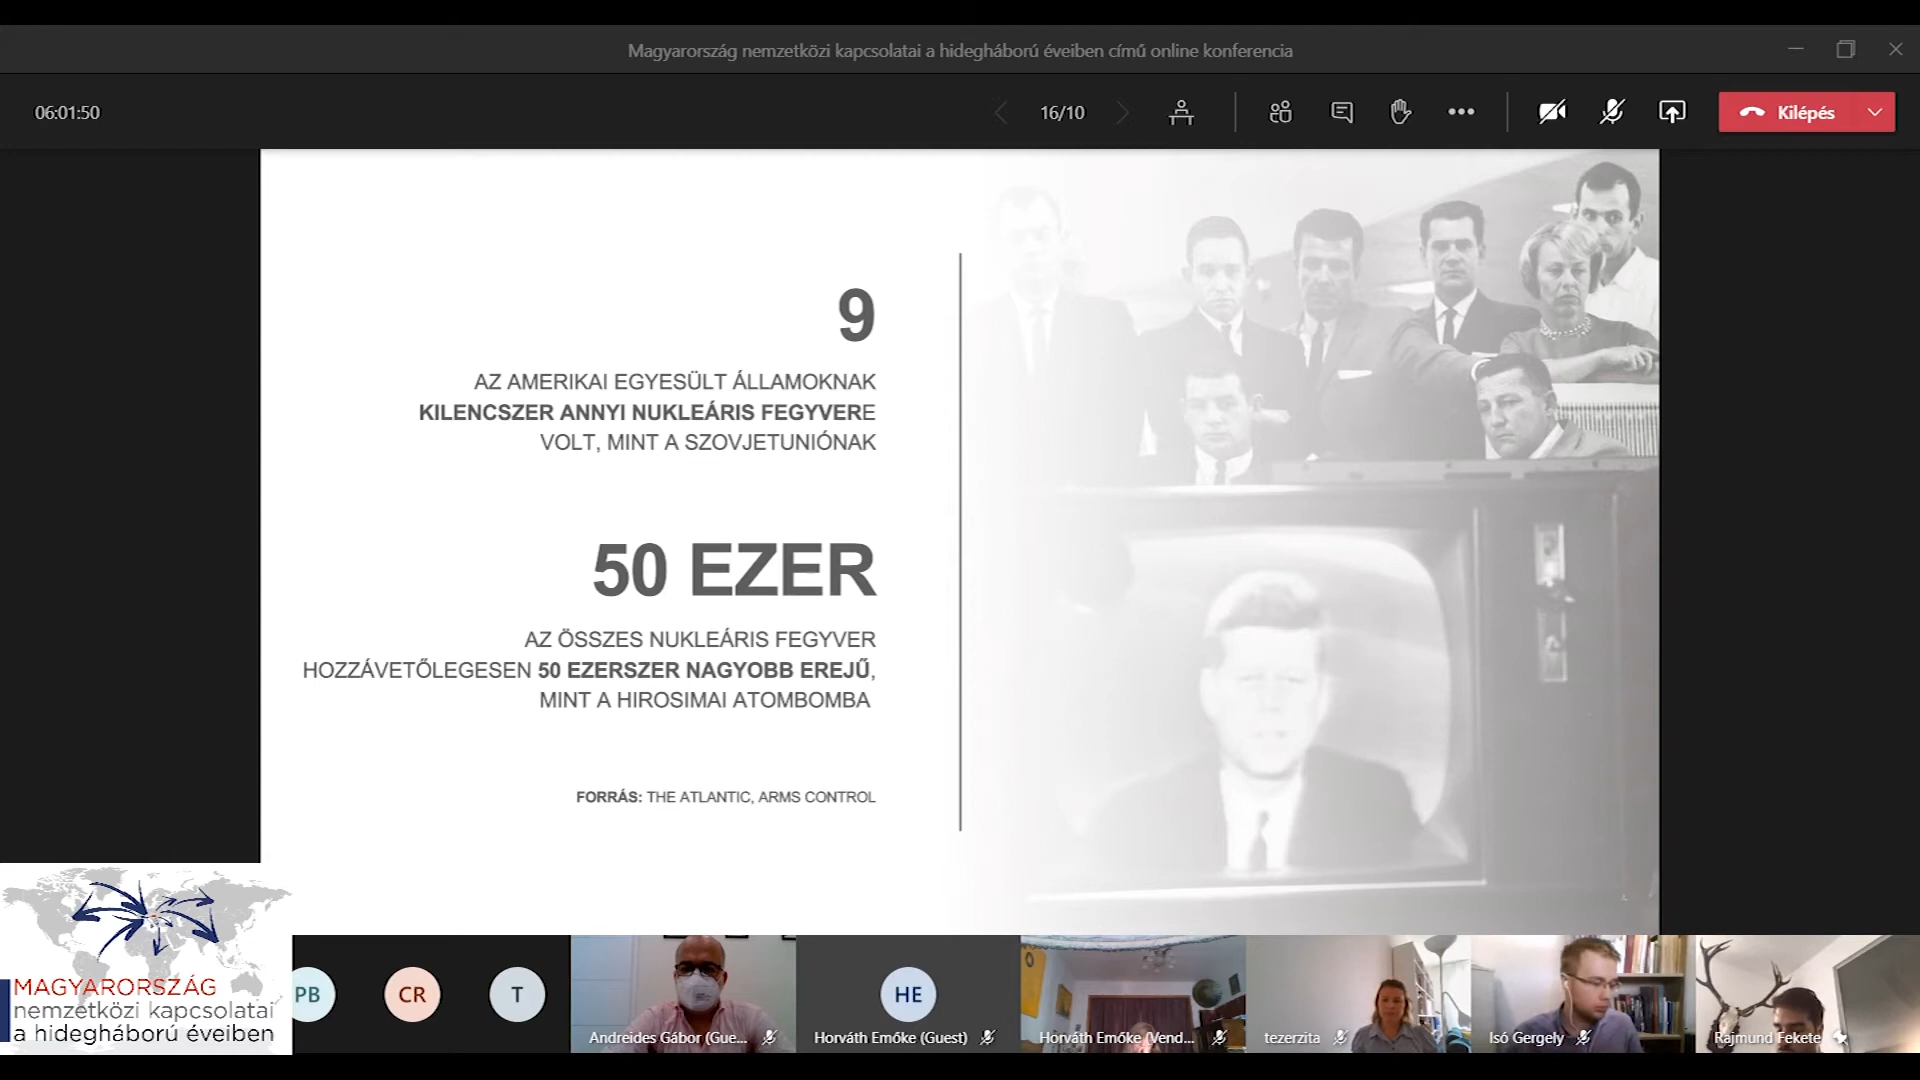 Magyarország nemzetközi kapcsolatai a hidegháború éveiben című online konferencia
06:01:50
16/10
Kilépés
9
AZ AMERIKAI EGYESÜLT ÁLLAMOKNAK
KILENCSZER ANNYI NUKLEÁRIS FEGYVERE
VOLT, MINT A SZOVJETUNIÓNAK
50 EZER
AZ ÖSSZES NUKLEÁRIS FEGYVER
HOZZÁVETŐLEGESEN 50 EZERSZER NAGYOBB EREJŰ,
MINT A HIROSIMAI ATOMBOMBA
FORRÁS: THE ATLANTIC, ARMS CONTROL
MAGYARORSZÁG
nemzetközi kapcsolatai
a hidegháború éveiben
PB
CR
T
HE
Andreides Gábor (Gue...
Horváth Emőke (Guest)
Horváth Emőke (Vend...
tezerzita
Isó Gergely
Rajmund Fekete